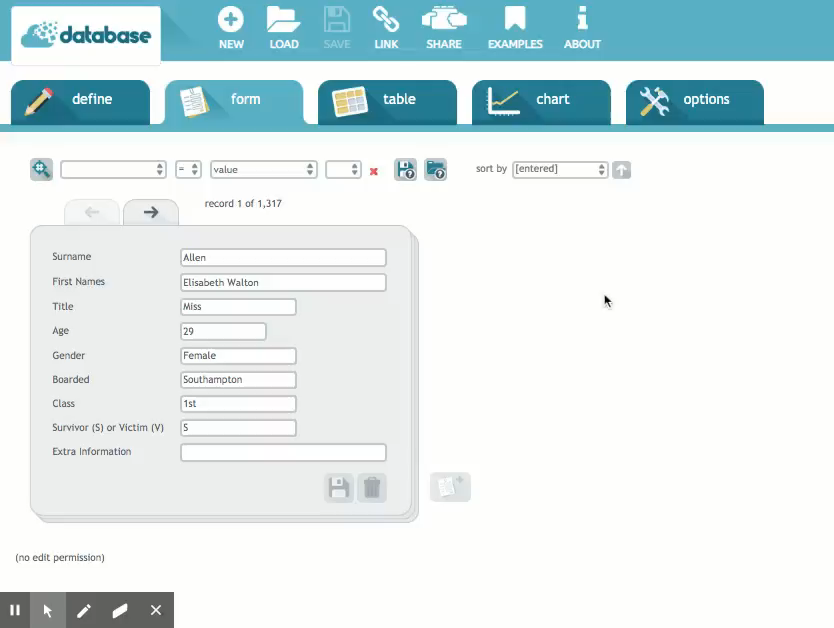 database
NEW LOAD SAVE LINK SHARE EXAMPLES ABOUT
define form table chart options
= value sort by [entered]
record 1 of 1,317
Surname Allen
First Names Elisabeth Walton
Title Miss
Age 29
Gender Female
Boarded Southampton
Class 1st
Survivor (S) or Victim (V) S
Extra Information
(no edit permission)